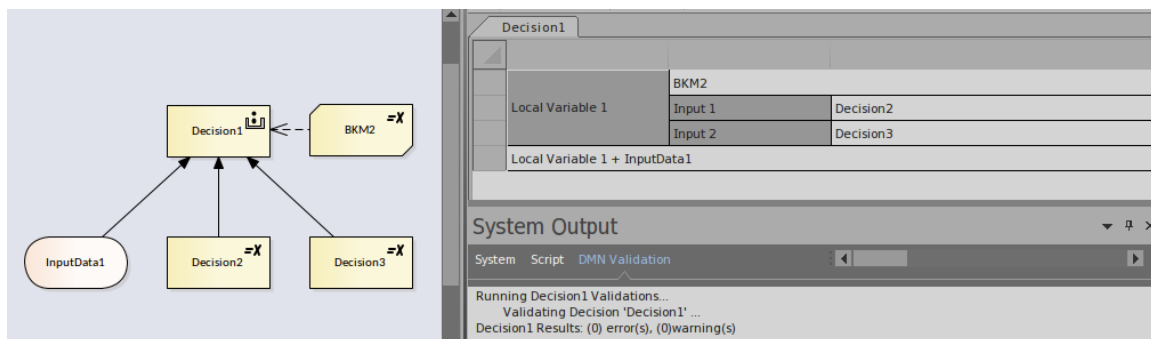 Decision1
=X
BKM2
InputData1
=X
Decision2
=X
Decision3
Decision1
BKM2
Local Variable 1
Input 1
Decision2
Input 2
Decision3
Local Variable 1 + InputData1
System Output
System Script DMN Validation
Running Decision1 Validations...
Validating Decision 'Decision1' ...
Decision1 Results: (0) error(s), (0)warning(s)